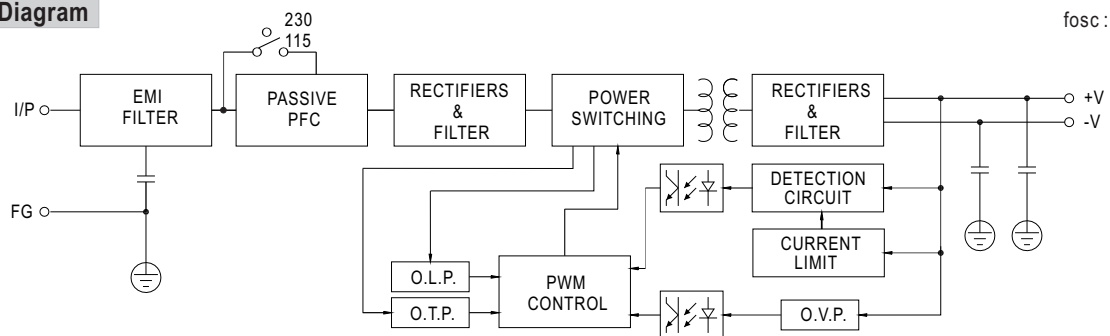 Diagram
fosc :
230
115
I/P
EMI
FILTER
PASSIVE
PFC
RECTIFIERS
&
FILTER
POWER
SWITCHING
RECTIFIERS
&
FILTER
+V
-V
FG
DETECTION
CIRCUIT
CURRENT
LIMIT
O.L.P.
O.T.P.
PWM
CONTROL
O.V.P.